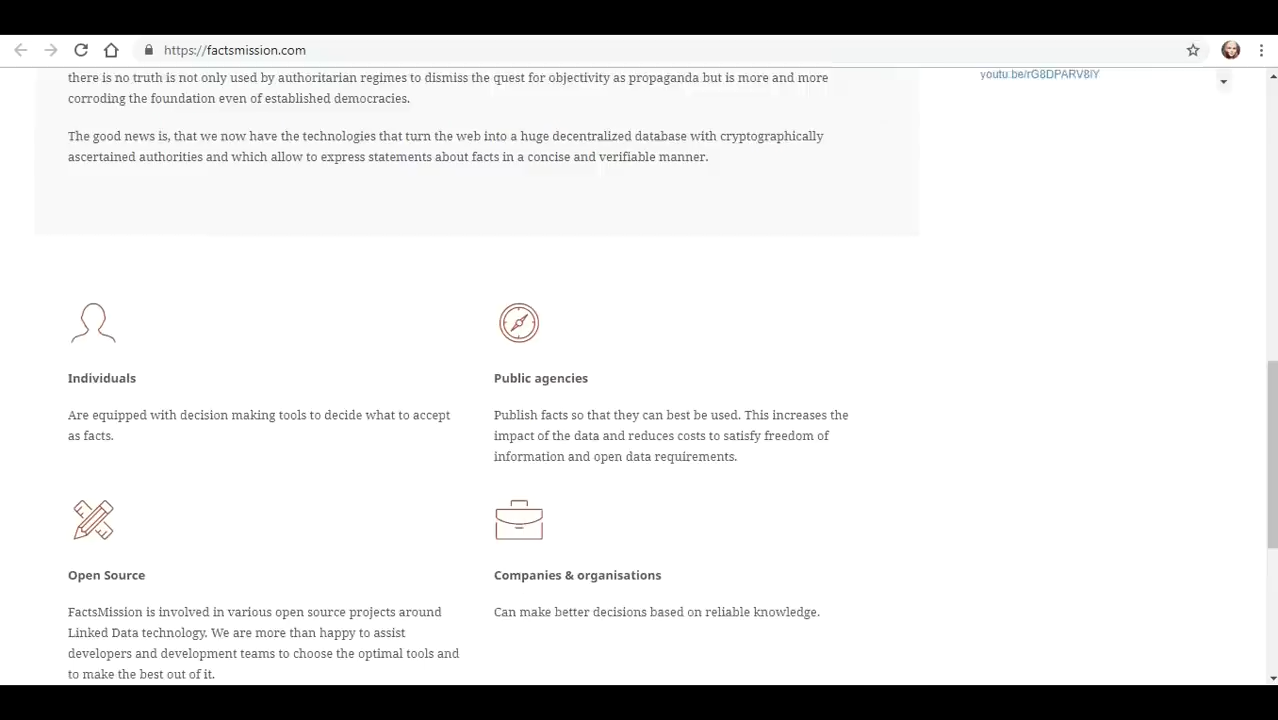 https://factsmission.com
there is no truth is not only used by authoritarian regimes to dismiss the quest for objectivity as propaganda but is more and more
corroding the foundation even of established democracies.
youtu.be/rG8DPARV8lY
The good news is, that we now have the technologies that turn the web into a huge decentralized database with cryptographically
ascertained authorities and which allow to express statements about facts in a concise and verifiable manner.
Individuals
Are equipped with decision making tools to decide what to accept
as facts.
Public agencies
Publish facts so that they can best be used. This increases the
impact of the data and reduces costs to satisfy freedom of
information and open data requirements.
Open Source
FactsMission is involved in various open source projects around
Linked Data technology. We are more than happy to assist
developers and development teams to choose the optimal tools and
to make the best out of it.
Companies & organisations
Can make better decisions based on reliable knowledge.